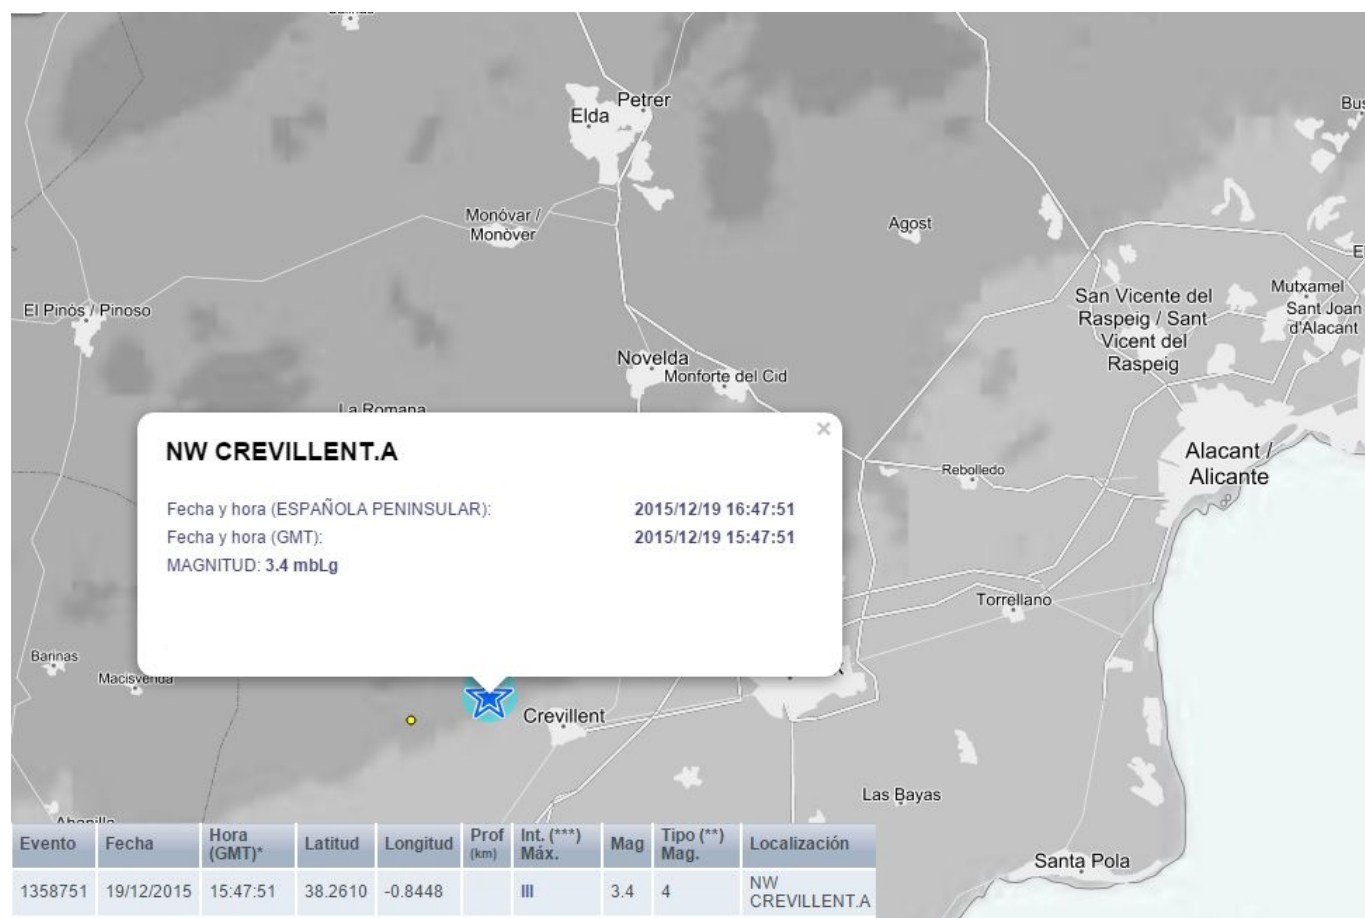 Petrer
Elda
Bus
Monóvar /
Monòver
Agost
El Pinós / Pinoso
San Vicente del
Raspeig / Sant
Vicent del
Raspeig
Mutxamel
Sant Joan
d'Alacant
Novelda
Monforte del Cid
La Romana
NW CREVILLENT.A
×
Fecha y hora (ESPAÑOLA PENINSULAR): 2015/12/19 16:47:51
Fecha y hora (GMT): 2015/12/19 15:47:51
MAGNITUD: 3.4 mbLg
Alacant /
Alicante
Rebolledo
Torrellano
Barinas
Macisvenda
Crevillent
Las Bayas
Santa Pola
Abanilla
Evento Fecha Hora (GMT)* Latitud Longitud Prof (km) Int. (***) Máx. Mag Tipo (**) Mag. Localización
1358751 19/12/2015 15:47:51 38.2610 -0.8448 III 3.4 4 NW CREVILLENT.A